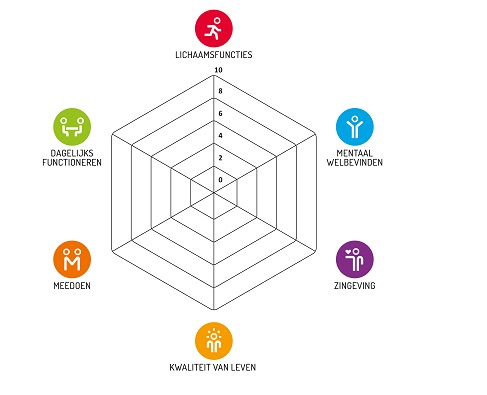 LICHAAMSFUNCTIES
10
8
6
4
2
0
DAGELIJKS
FUNCTIONEREN
MENTAAL
WELBEVINDEN
MEEDOEN
ZINGEVING
KWALITEIT VAN LEVEN